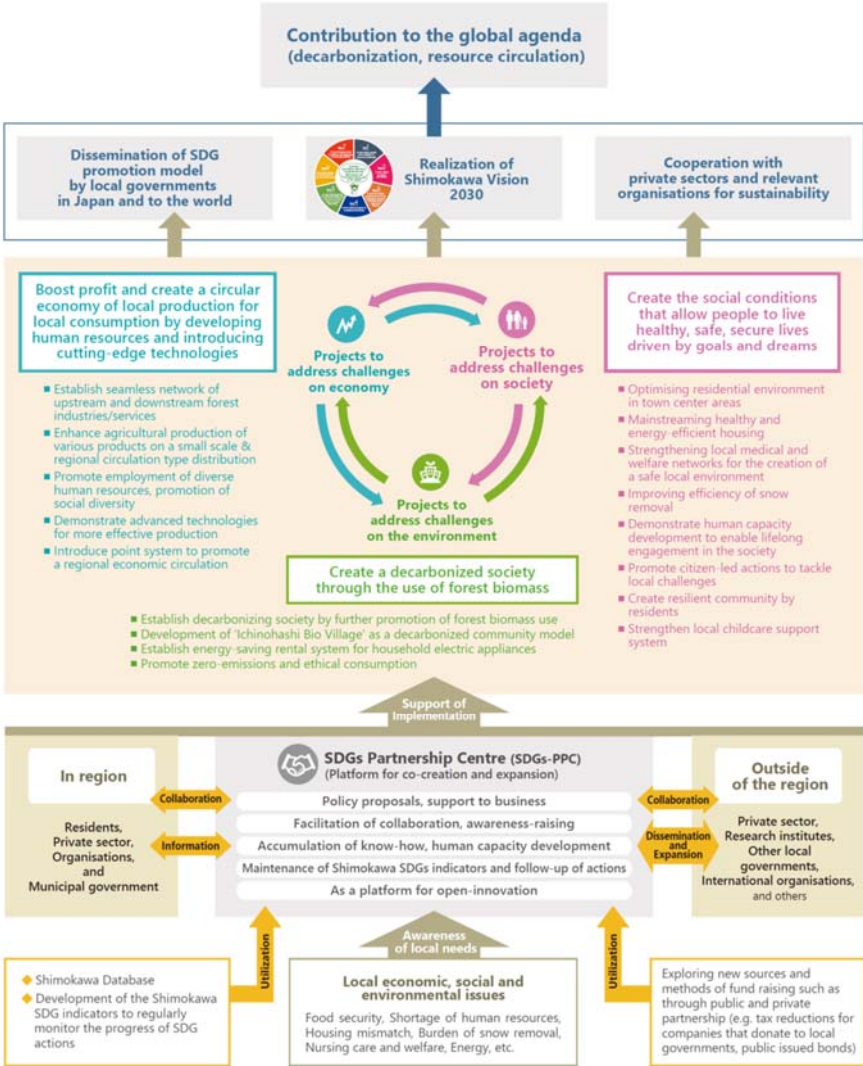 Contribution to the global agenda
(decarbonization, resource circulation)
Dissemination of SDG
promotion model
by local governments
in Japan and to the world
Realization of
Shimokawa Vision
2030
Cooperation with
private sectors and relevant
organisations for sustainability
Boost profit and create a circular
economy of local production for
local consumption by developing
human resources and introducing
cutting-edge technologies
■ Establish seamless network of
upstream and downstream forest
industries/services
■ Enhance agricultural production of
various products on a small scale &
regional circulation type distribution
■ Promote employment of diverse
human resources, promotion of
social diversity
■ Demonstrate advanced technologies
for more effective production
■ Introduce point system to promote
a regional economic circulation
Projects to
address challenges
on economy
Projects to
address challenges
on society
Projects to
address challenges
on the environment
Create the social conditions
that allow people to live
healthy, safe, secure lives
driven by goals and dreams
■ Optimising residential environment
in town center areas
■ Mainstreaming healthy and
energy-efficient housing
■ Strengthening local medical and
welfare networks for the creation of
a safe local environment
■ Improving efficiency of snow
removal
■ Demonstrate human capacity
development to enable lifelong
engagement in the society
■ Promote citizen-led actions to tackle
local challenges
■ Create resilient community by
residents
■ Strengthen local childcare support
system
Create a decarbonized society
through the use of forest biomass
■ Establish decarbonizing society by further promotion of forest biomass use
■ Development of 'Ichinohashi Bio Village' as a decarbonized community model
■ Establish energy-saving rental system for household electric appliances
■ Promote zero-emissions and ethical consumption
Support of
Implementation
In region
Residents,
Private sector,
Organisations,
and
Municipal government
Collaboration
Information
SDGs Partnership Centre (SDGs-PPC)
(Platform for co-creation and expansion)
Policy proposals, support to business
Facilitation of collaboration, awareness-raising
Accumulation of know-how, human capacity development
Maintenance of Shimokawa SDGs indicators and follow-up of actions
As a platform for open-innovation
Collaboration
Dissemination
and
Expansion
Outside
of the region
Private sector,
Research institutes,
Other local
governments,
International organisations,
and others
Utilization
Awareness
of local needs
Utilization
◆ Shimokawa Database
◆ Development of the Shimokawa
SDG indicators to regularly
monitor the progress of SDG
actions
Local economic, social and
environmental issues
Food security, Shortage of human resources,
Housing mismatch, Burden of snow removal,
Nursing care and welfare, Energy, etc.
Exploring new sources and
methods of fund raising such as
through public and private
partnership (e.g. tax reductions for
companies that donate to local
governments, public issued bonds)